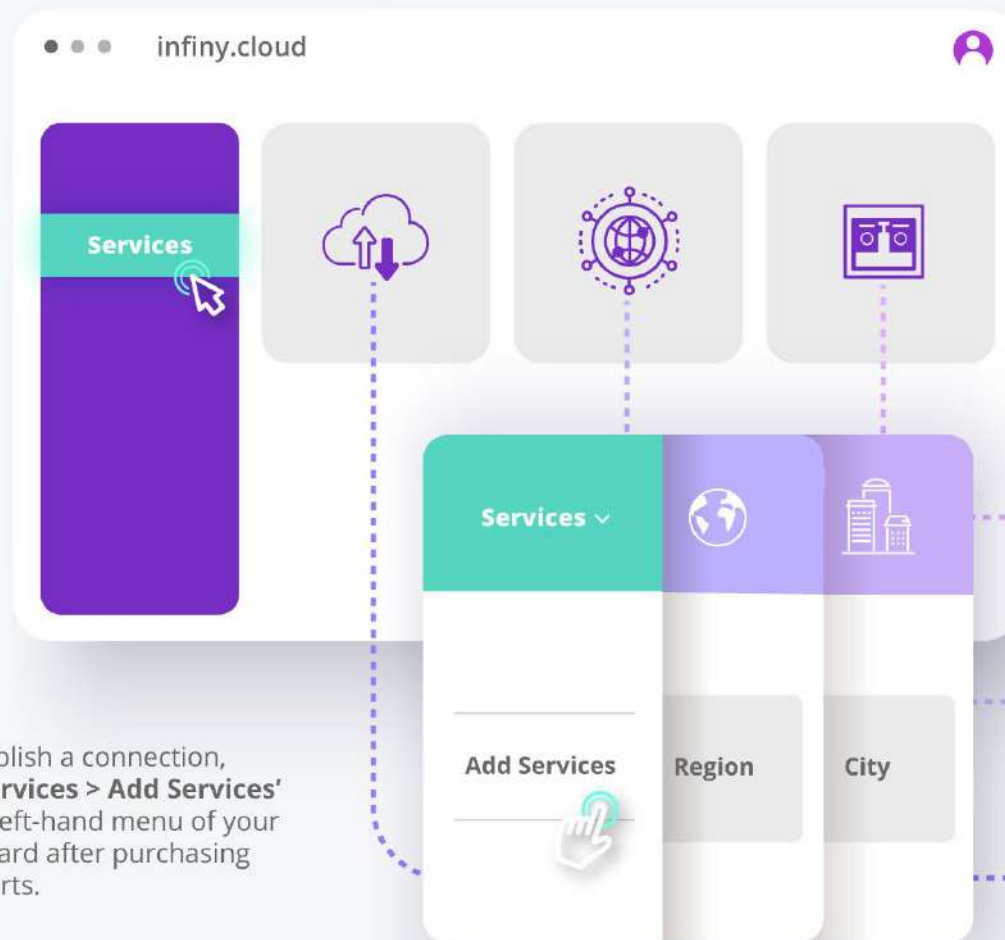 infiny.cloud
Services
Services
Add Services
Region
City
blish a connection,
rvices > Add Services’
left-hand menu of your
ard after purchasing
rts.